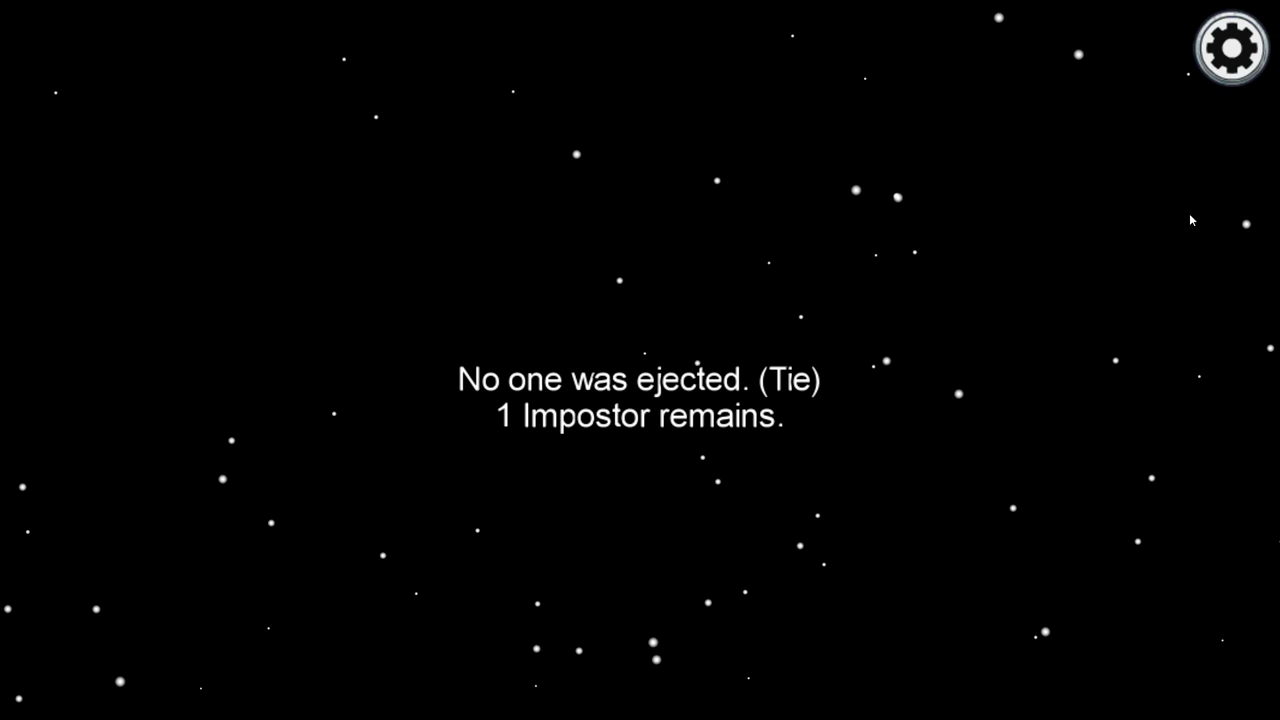 No one was ejected. (Tie)
1 Impostor remains.